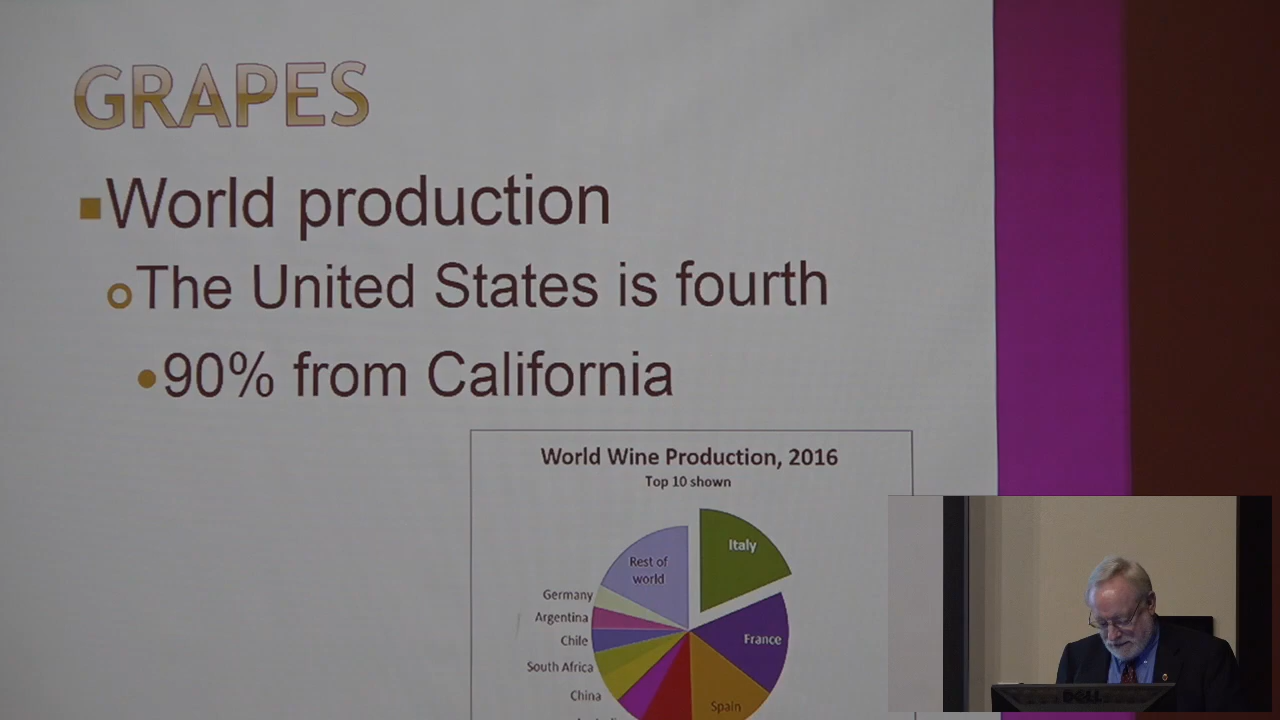 GRAPES
World production
The United States is fourth
90% from California
World Wine Production, 2016
Top 10 shown
Italy
Rest of
world
Germany
Argentina
France
Chile
South Africa
China
Spain
DELL